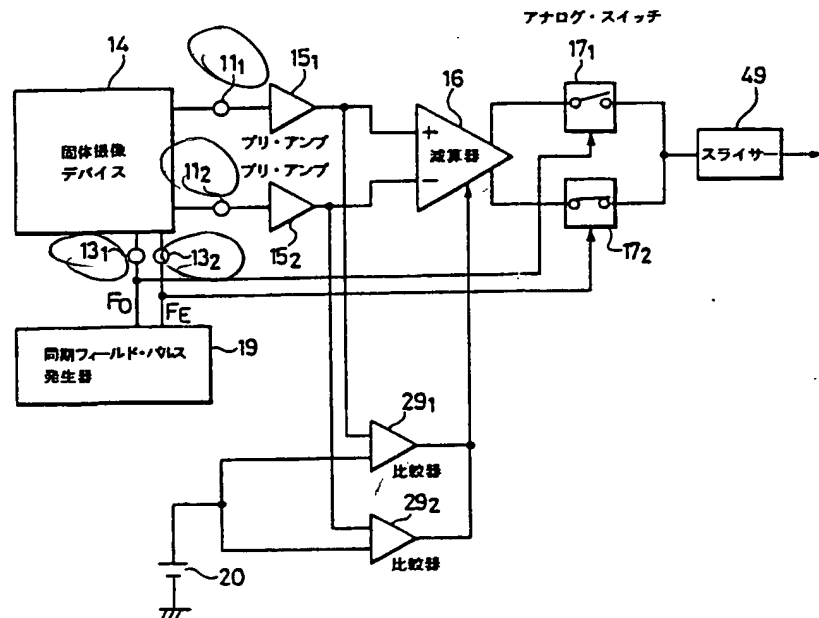 アナログ・スイッチ
14
11₁
15₁
16
17₁
49
固体撮像
デバイス
プリ・アンプ
プリ・アンプ
11₂
15₂
+
減算器
−
スライサー
17₂
13₁
13₂
FO
FE
同期フィールド・パルス
発生器
19
29₁
比較器
29₂
比較器
20